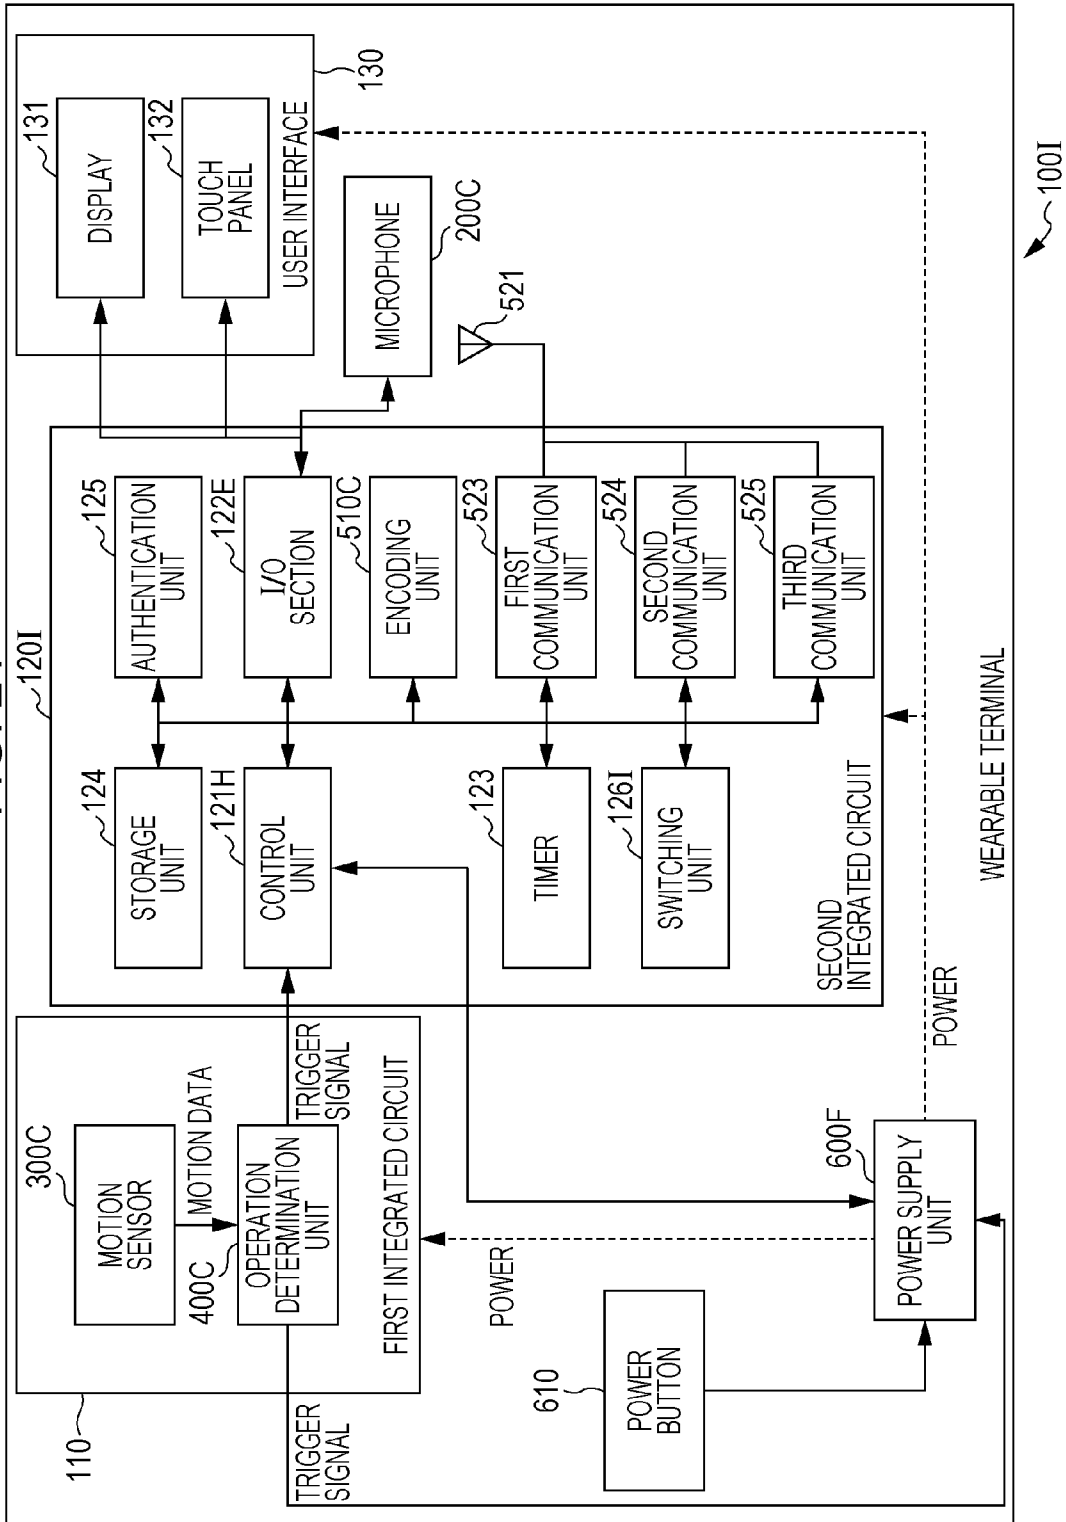 120I
130
131
DISPLAY
132
TOUCH
PANEL
USER INTERFACE
MICROPHONE
200C
521
125
AUTHENTICATION
UNIT
122E
I/O
SECTION
510C
ENCODING
UNIT
523
FIRST
COMMUNICATION
UNIT
524
SECOND
COMMUNICATION
UNIT
525
THIRD
COMMUNICATION
UNIT
124
STORAGE
UNIT
121H
CONTROL
UNIT
123
TIMER
126I
SWITCHING
UNIT
SECOND
INTEGRATED CIRCUIT
110
300C
MOTION
SENSOR
MOTION DATA
400C
OPERATION
DETERMINATION
UNIT
TRIGGER
SIGNAL
FIRST INTEGRATED CIRCUIT
TRIGGER
SIGNAL
POWER
610
POWER
BUTTON
600F
POWER SUPPLY
UNIT
POWER
WEARABLE TERMINAL
100I